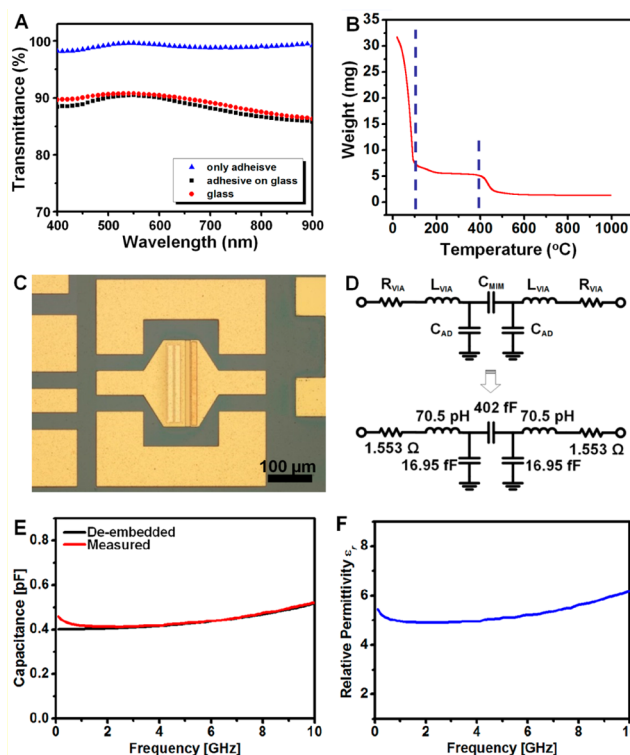 A
Transmittance (%)
100
90
80
70
only adheisve
adhesive on glass
glass
400 500 600 700 800 900
Wavelength (nm)
B
Weight (mg)
35
30
25
20
15
10
5
0
0 200 400 600 800 1000
Temperature (°C)
C
100 µm
D
R_VIA L_VIA C_MIM L_VIA R_VIA
C_AD C_AD
402 fF
70.5 pH 70.5 pH
1.553 Ω 1.553 Ω
16.95 fF 16.95 fF
E
Capacitance [pF]
0.8
0.6
0.4
0.2
0.0
De-embedded
Measured
0 2 4 6 8 10
Frequency [GHz]
F
Relative Permittivity ε_r
8
6
4
2
0 2 4 6 8 1
Frequency [GHz]